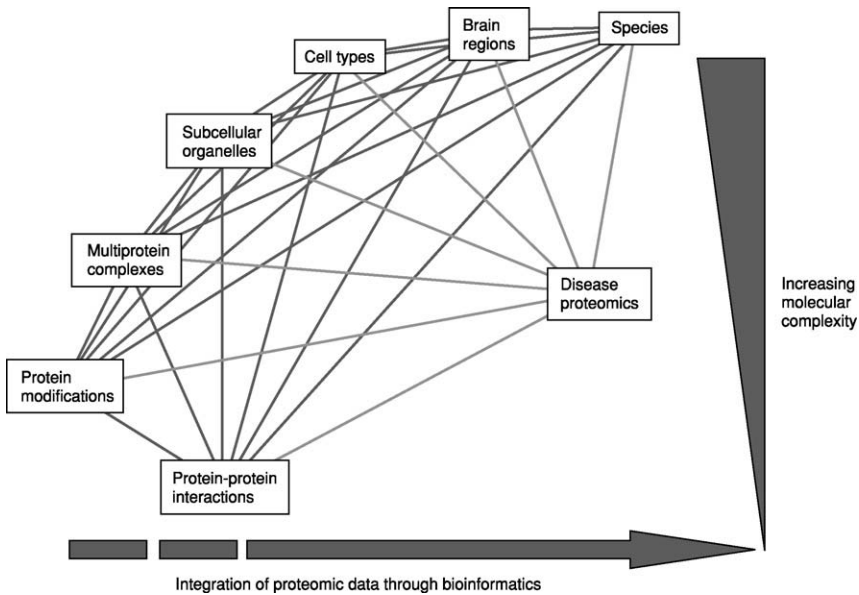 Brain
regions
Species
Cell types
Subcellular
organelles
Multiprotein
complexes
Disease
proteomics
Increasing
molecular
complexity
Protein
modifications
Protein-protein
interactions
Integration of proteomic data through bioinformatics